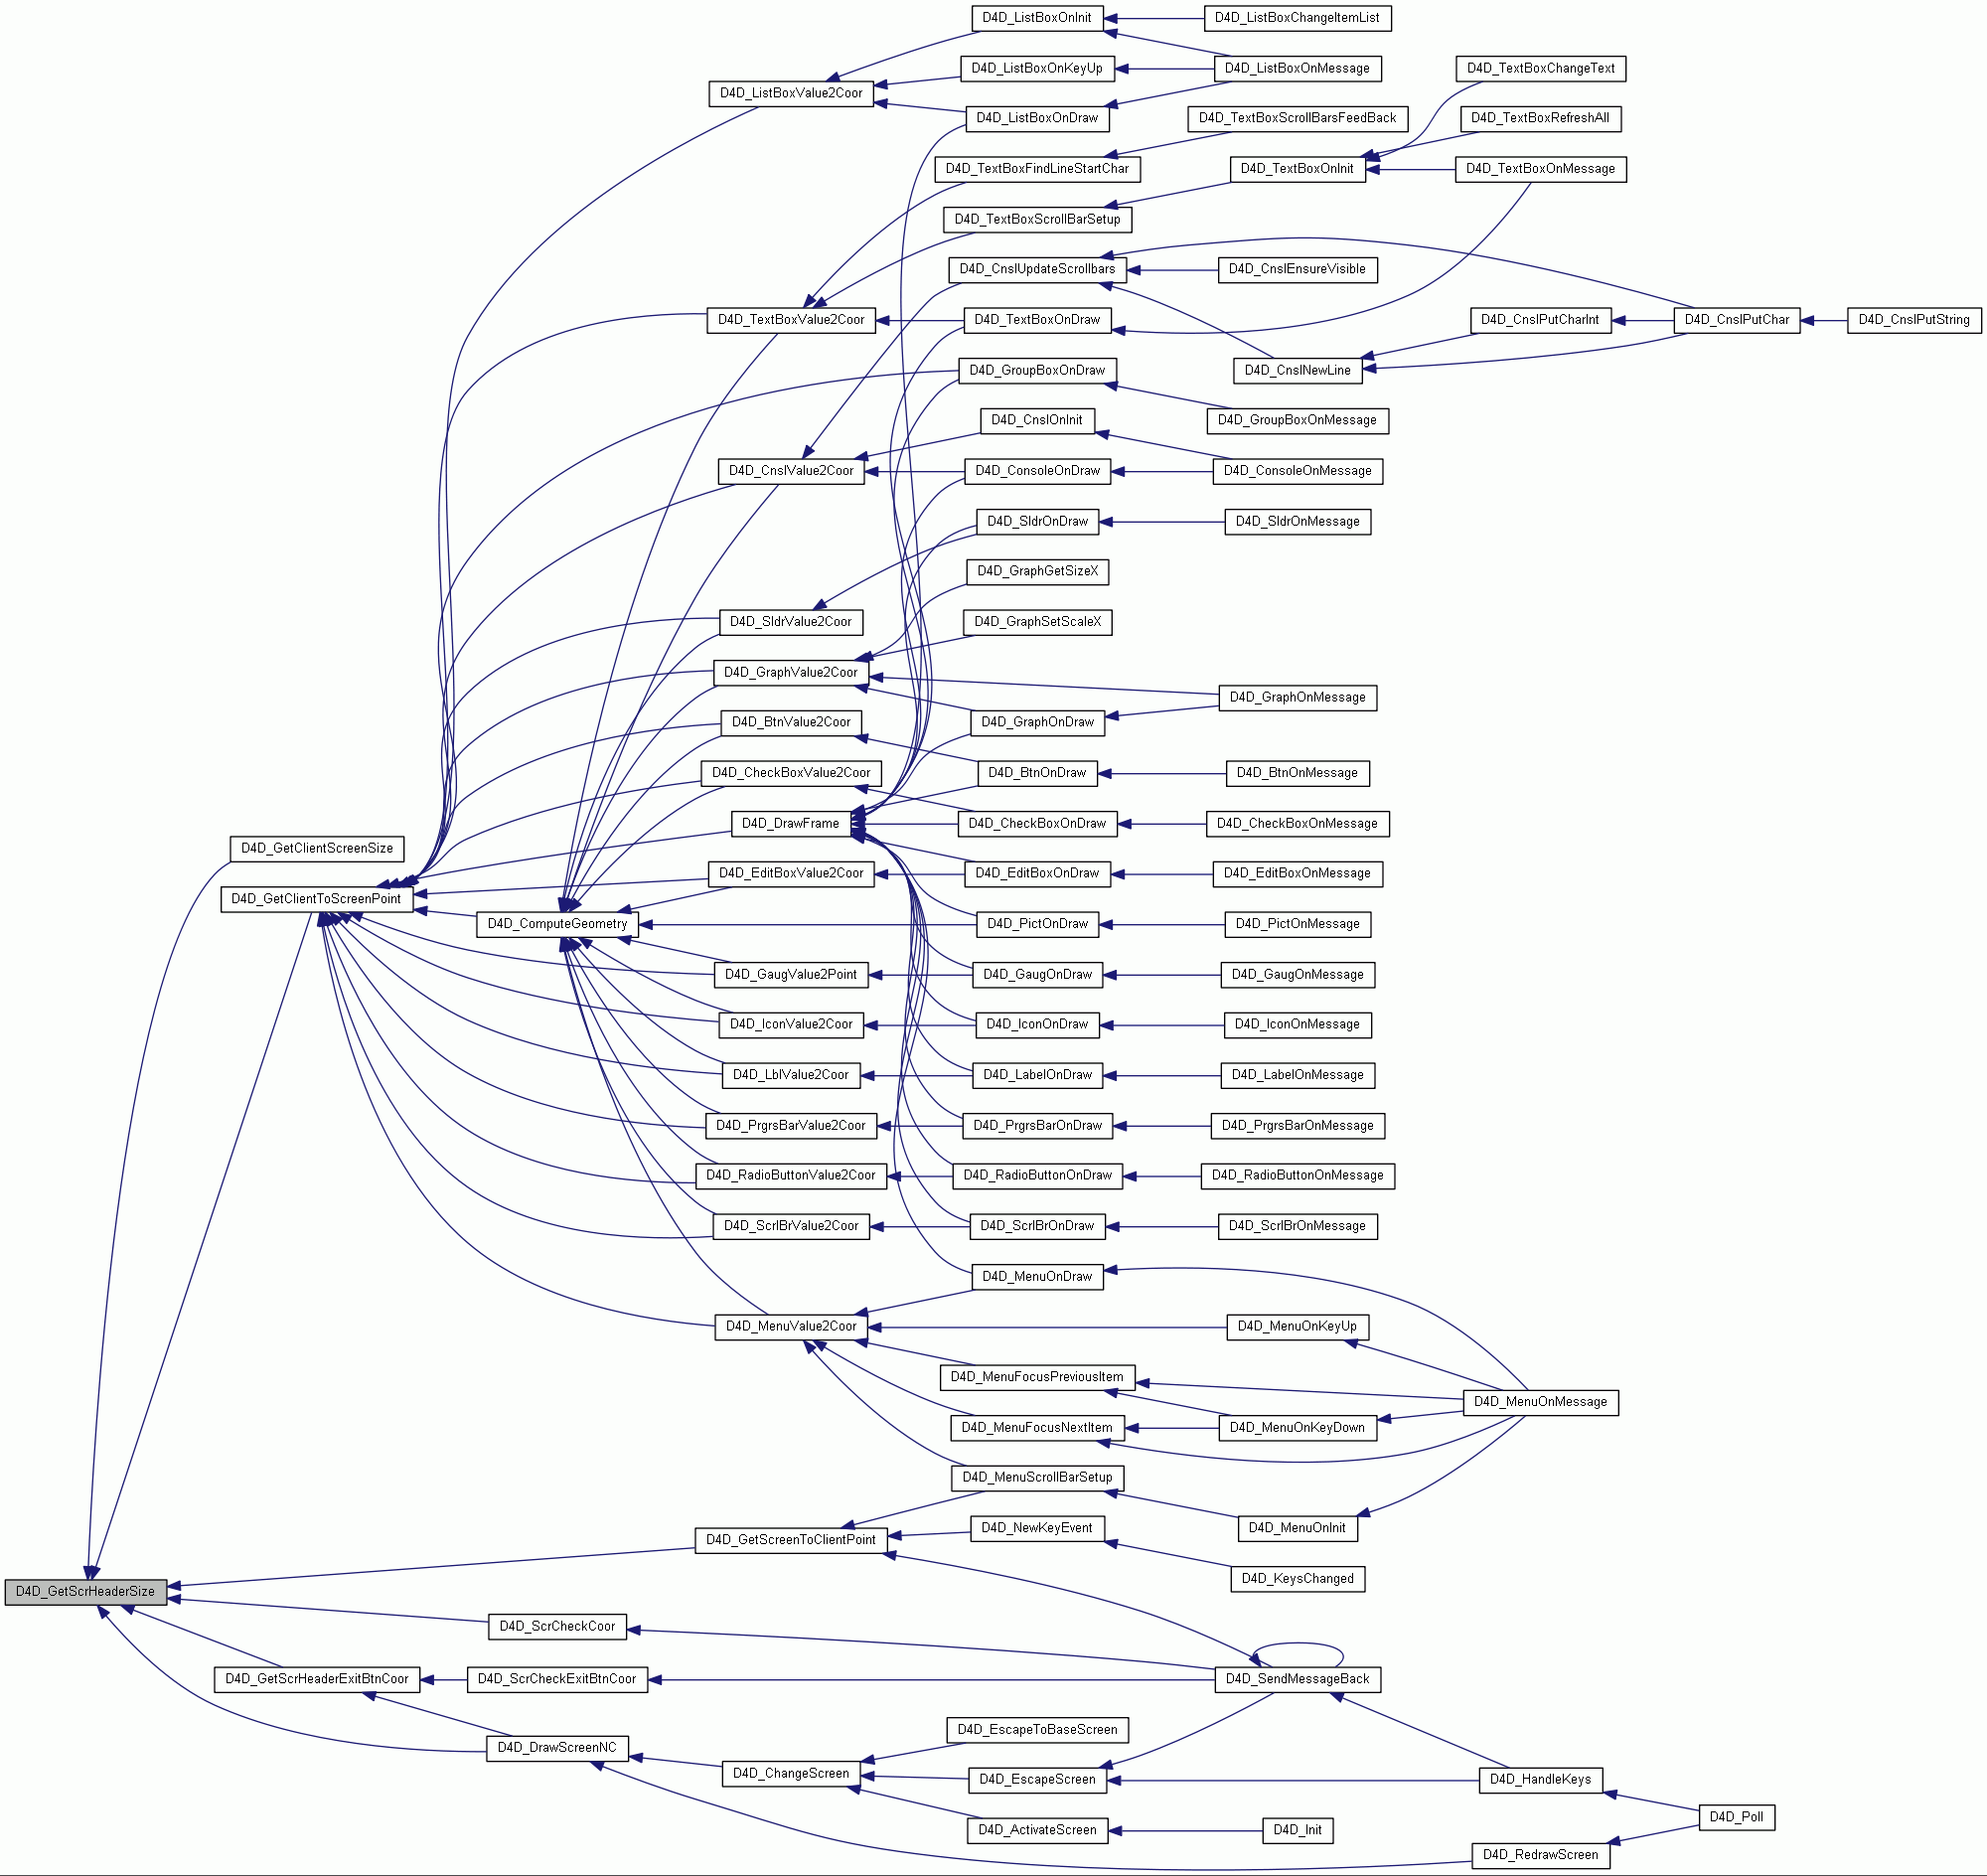 D4D_ListBoxOnInit
D4D_ListBoxChangeItemList
D4D_ListBoxOnKeyUp
D4D_ListBoxOnMessage
D4D_TextBoxChangeText
D4D_ListBoxValue2Coor
D4D_ListBoxOnDraw
D4D_TextBoxScrollBarsFeedBack
D4D_TextBoxRefreshAll
D4D_TextBoxFindLineStartChar
D4D_TextBoxOnInit
D4D_TextBoxOnMessage
D4D_TextBoxScrollBarSetup
D4D_CnslUpdateScrollbars
D4D_CnslEnsureVisible
D4D_TextBoxValue2Coor
D4D_TextBoxOnDraw
D4D_CnslPutCharInt
D4D_CnslPutChar
D4D_CnslPutString
D4D_GroupBoxOnDraw
D4D_CnslNewLine
D4D_CnslOnInit
D4D_GroupBoxOnMessage
D4D_CnslValue2Coor
D4D_ConsoleOnDraw
D4D_ConsoleOnMessage
D4D_SldrOnDraw
D4D_SldrOnMessage
D4D_GraphGetSizeX
D4D_SldrValue2Coor
D4D_GraphSetScaleX
D4D_GraphValue2Coor
D4D_GraphOnMessage
D4D_BtnValue2Coor
D4D_GraphOnDraw
D4D_CheckBoxValue2Coor
D4D_BtnOnDraw
D4D_BtnOnMessage
D4D_DrawFrame
D4D_CheckBoxOnDraw
D4D_CheckBoxOnMessage
D4D_GetClientScreenSize
D4D_EditBoxValue2Coor
D4D_EditBoxOnDraw
D4D_EditBoxOnMessage
D4D_GetClientToScreenPoint
D4D_ComputeGeometry
D4D_PictOnDraw
D4D_PictOnMessage
D4D_GaugValue2Point
D4D_GaugOnDraw
D4D_GaugOnMessage
D4D_IconValue2Coor
D4D_IconOnDraw
D4D_IconOnMessage
D4D_LblValue2Coor
D4D_LabelOnDraw
D4D_LabelOnMessage
D4D_PrgrsBarValue2Coor
D4D_PrgrsBarOnDraw
D4D_PrgrsBarOnMessage
D4D_RadioButtonValue2Coor
D4D_RadioButtonOnDraw
D4D_RadioButtonOnMessage
D4D_ScrlBrValue2Coor
D4D_ScrlBrOnDraw
D4D_ScrlBrOnMessage
D4D_MenuOnDraw
D4D_MenuValue2Coor
D4D_MenuOnKeyUp
D4D_MenuFocusPreviousItem
D4D_MenuOnMessage
D4D_MenuFocusNextItem
D4D_MenuOnKeyDown
D4D_MenuScrollBarSetup
D4D_GetScreenToClientPoint
D4D_NewKeyEvent
D4D_MenuOnInit
D4D_KeysChanged
D4D_GetScrHeaderSize
D4D_ScrCheckCoor
D4D_GetScrHeaderExitBtnCoor
D4D_ScrCheckExitBtnCoor
D4D_SendMessageBack
D4D_EscapeToBaseScreen
D4D_DrawScreenNC
D4D_ChangeScreen
D4D_EscapeScreen
D4D_HandleKeys
D4D_Poll
D4D_ActivateScreen
D4D_Init
D4D_RedrawScreen